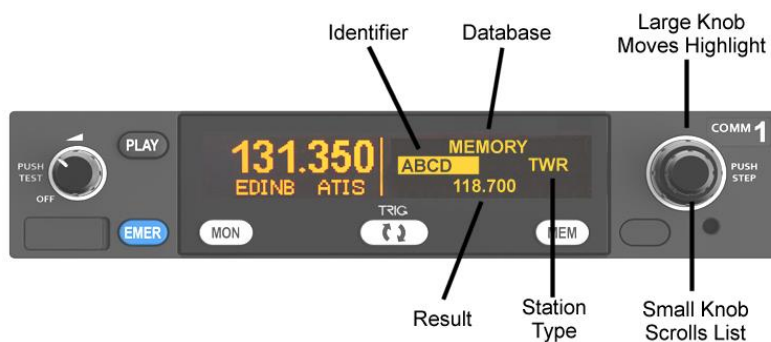 Identifier
Database
Large Knob
Moves Highlight
PUSH
TEST
OFF
PLAY
EMER
131.350
EDINB ATIS
MEMORY
ABCD
TWR
118.700
TRIG
MON
MEM
COMM 1
PUSH
STEP
Result
Station
Type
Small Knob
Scrolls List